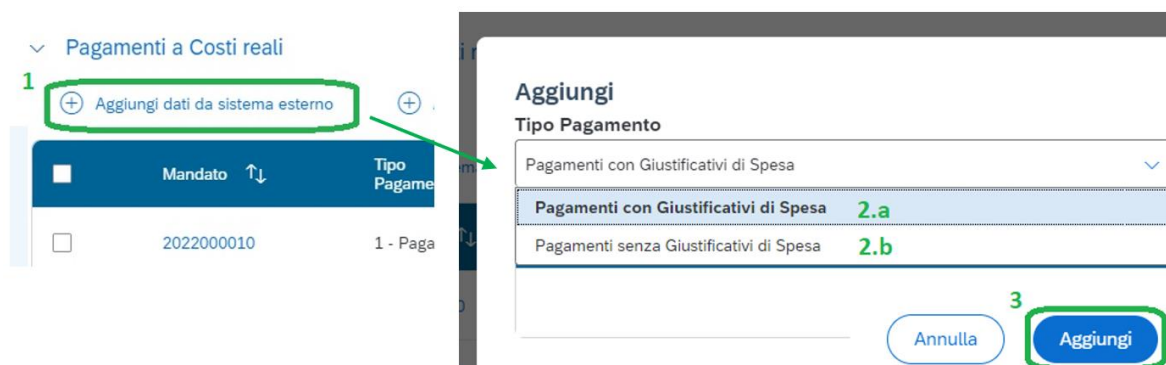 Pagamenti a Costi reali
1
Aggiungi dati da sistema esterno
Mandato
Tipo
Pagame
2022000010
1 - Paga
Aggiungi
Tipo Pagamento
Pagamenti con Giustificativi di Spesa
Pagamenti con Giustificativi di Spesa 2.a
Pagamenti senza Giustificativi di Spesa 2.b
3
Annulla
Aggiungi